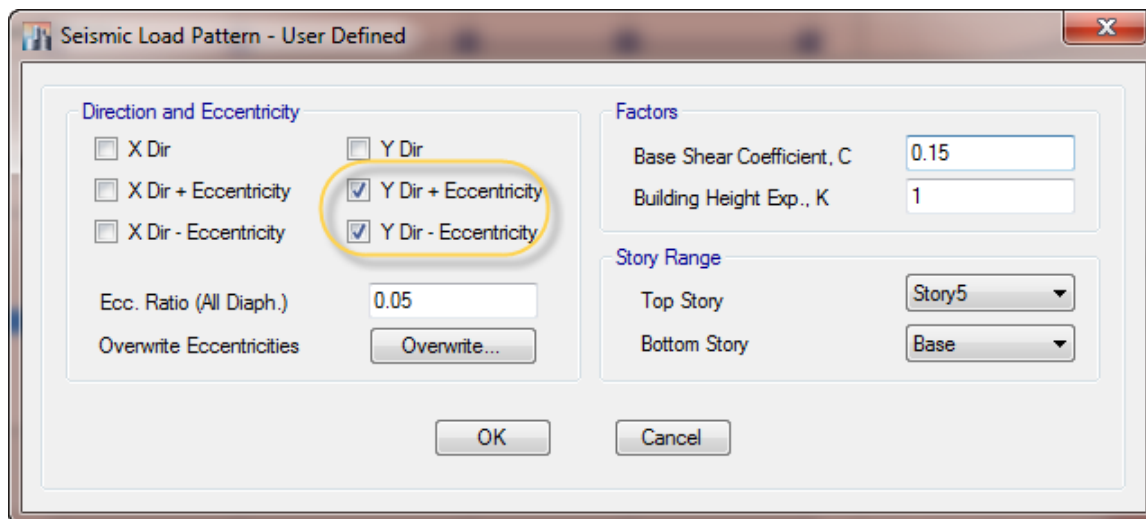 Seismic Load Pattern - User Defined
Direction and Eccentricity
X Dir
Y Dir
X Dir + Eccentricity
Y Dir + Eccentricity
X Dir - Eccentricity
Y Dir - Eccentricity
Ecc. Ratio (All Diaph.) 0.05
Overwrite Eccentricities Overwrite...
Factors
Base Shear Coefficient, C 0.15
Building Height Exp., K 1
Story Range
Top Story Story5
Bottom Story Base
OK Cancel